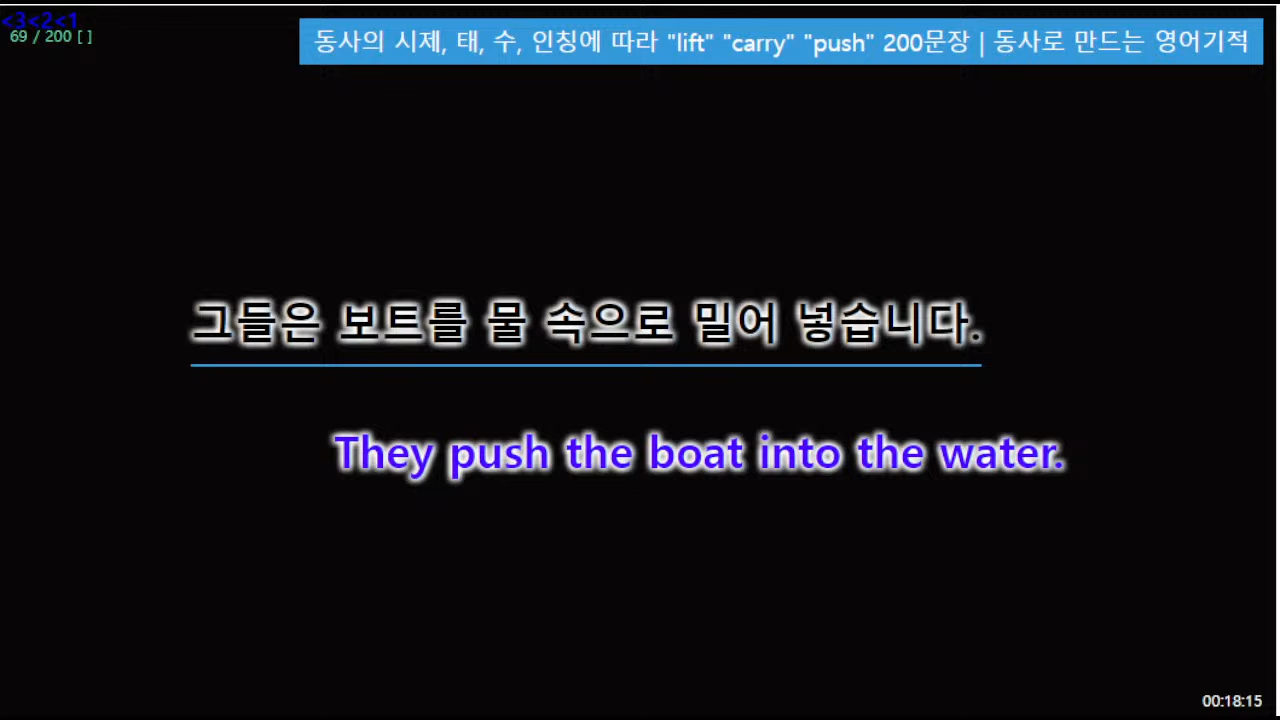 <3<2<1
69 / 200 [ ]
동사의 시제, 태, 수, 인칭에 따라 "lift" "carry" "push" 200문장 | 동사로 만드는 영어기적
그들은 보트를 물 속으로 밀어 넣습니다.
They push the boat into the water.
00:18:15